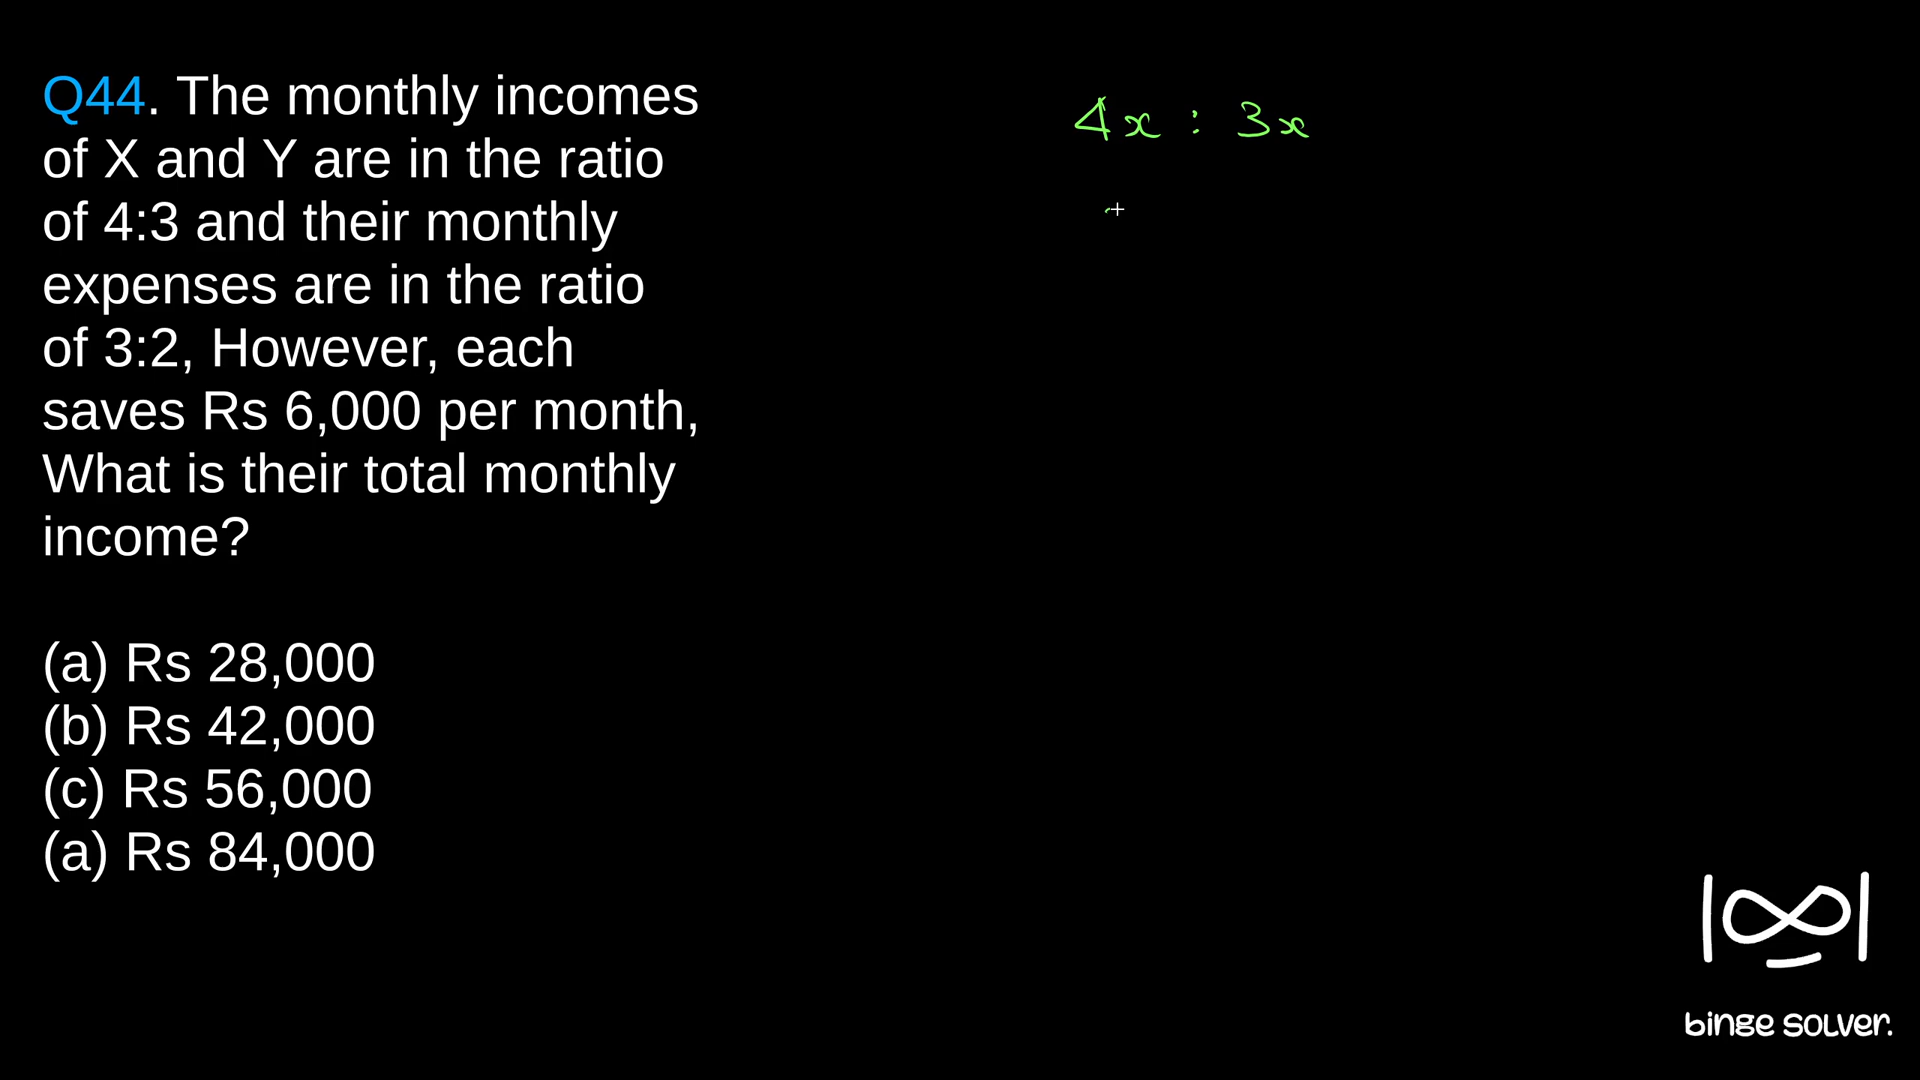 Q44. The monthly incomes
of X and Y are in the ratio
of 4:3 and their monthly
expenses are in the ratio
of 3:2, However, each
saves Rs 6,000 per month,
What is their total monthly
income?
(a) Rs 28,000
(b) Rs 42,000
(c) Rs 56,000
(a) Rs 84,000
4x : 3x
binge solver.